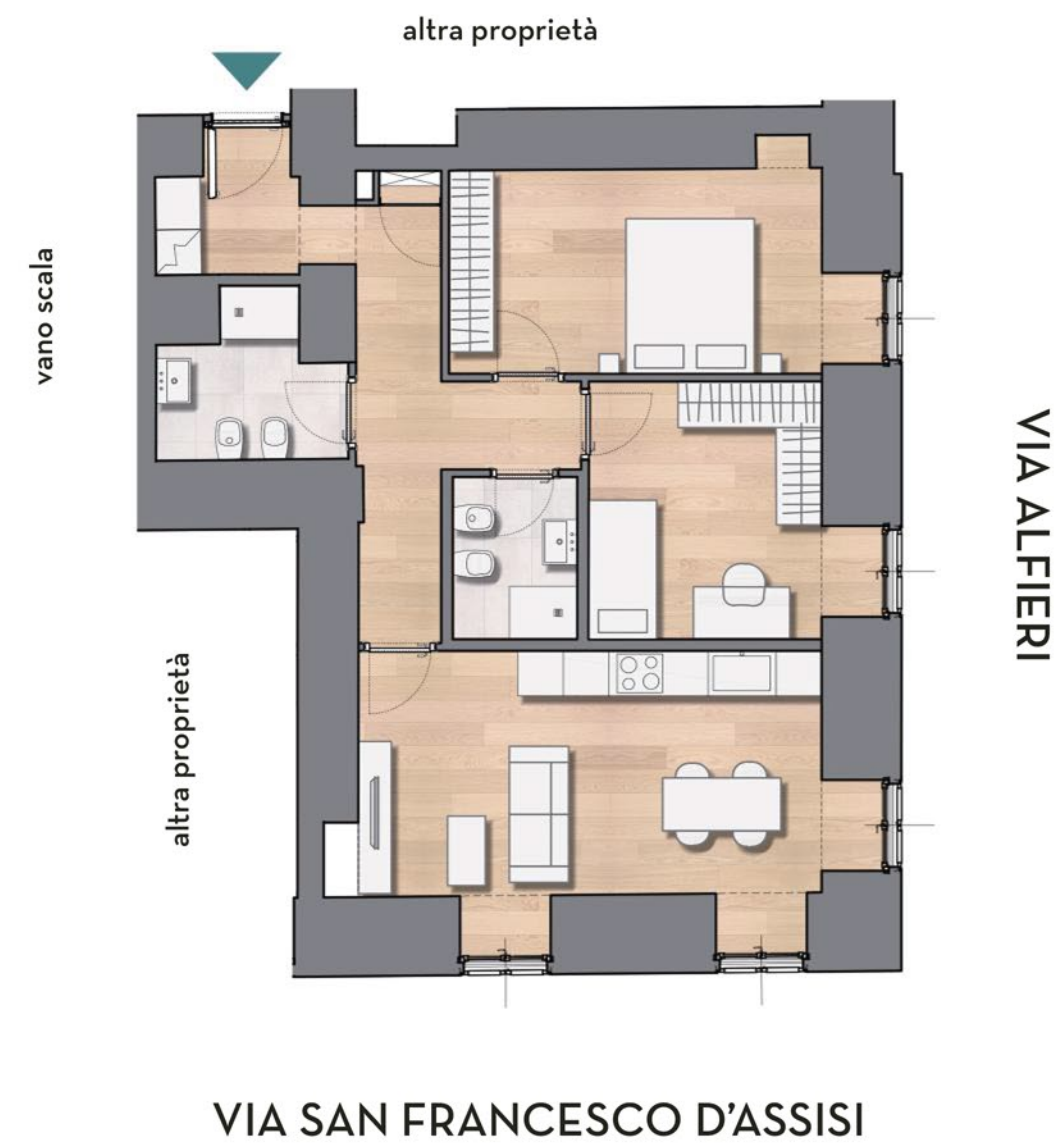 altra proprietà
vano scala
VIA ALFIERI
altra proprietà
VIA SAN FRANCESCO D'ASSISI